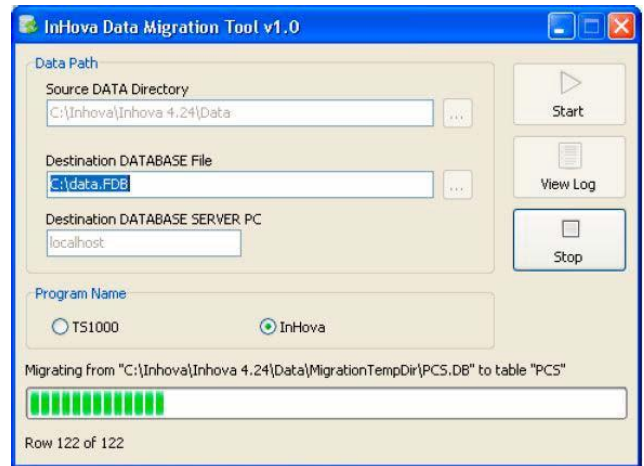 InHova Data Migration Tool v1.0
Data Path
Source DATA Directory
C:\Inhova\Inhova 4.24\Data
...
Start
Destination DATABASE File
C:\data.FDB
...
View Log
Destination DATABASE SERVER PC
localhost
Stop
Program Name
TS1000
InHova
Migrating from "C:\Inhova\Inhova 4.24\Data\MigrationTempDir\PCS.DB" to table "PCS"
Row 122 of 122